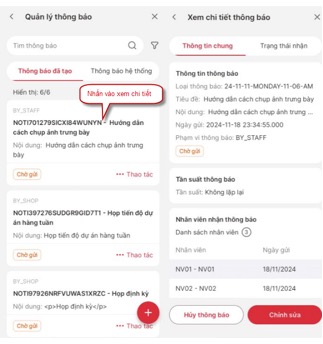 Quản lý thông báo
Tìm thông báo
Thông báo đã tạo
Thông báo hệ thống
Hiển thị: 6/6
Nhấn vào xem chi tiết
BY_STAFF
NOTI701279SICXI84WUNYN - Hướng dẫn
cách chụp ảnh trưng bày
Nội dung: Hướng dẫn cách chụp ảnh trưng
bày
Chờ gửi
Thao tác
BY_SHOP
NOTI397276SUDGR9GID7T1 - Họp tiến độ dự
án hàng tuần
Nội dung: Họp tiến độ dự án hàng tuần
Chờ gửi
Thao tác
BY_SHOP
NOTI97926NRFVUWAS1XRZC - Họp định kỳ
Nội dung: <p>Họp định kỳ</p>
Chờ gửi
Thao tác
Xem chi tiết thông báo
Thông tin chung
Trạng thái nhận
Thông tin thông báo
Loại thông báo: 24-11-11-MONDAY-11-06-AM
Tiêu đề: Hướng dẫn cách chụp ảnh trưng bày
Nội dung: Hướng dẫn cách chụp ảnh trưng ...
Ngày gửi: 2024-11-18 23:34:55.000
Phạm vi thông báo: BY_STAFF
Chờ gửi
Tần suất thông báo
Tần suất: Không lặp lại
Nhân viên nhận thông báo
Danh sách nhân viên 3
Nhân viên
Ngày gửi
NV01 - NV01
18/11/2024
NV02 - NV02
18/11/2024
Hủy thông báo
Chỉnh sửa